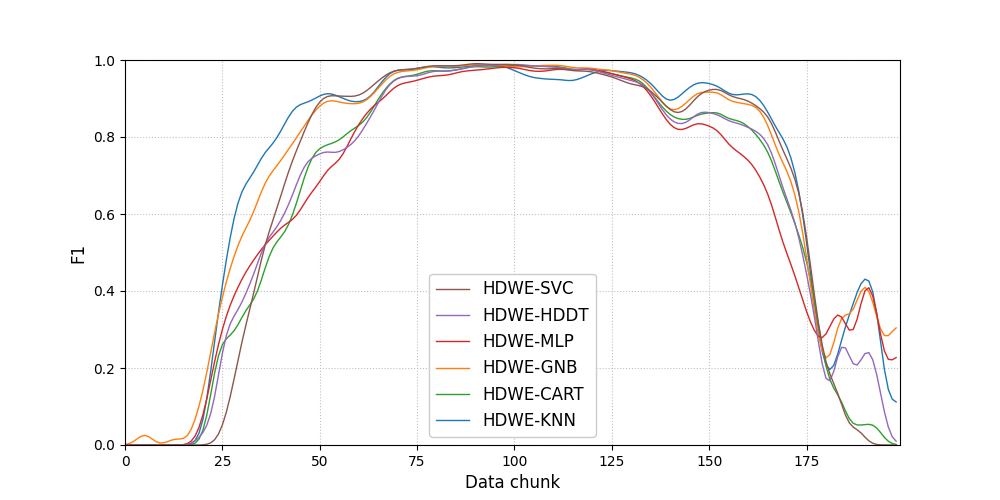 1.0
0.8
0.6
0.4
0.2
0.0
F1
HDWE-SVC
HDWE-HDDT
HDWE-MLP
HDWE-GNB
HDWE-CART
HDWE-KNN
0 25 50 75 100 125 150 175
Data chunk